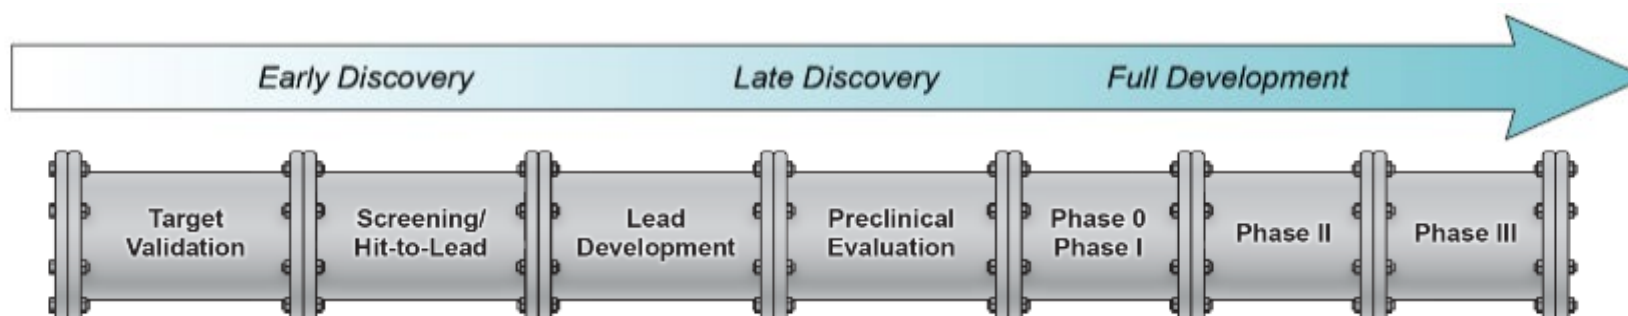 Early Discovery
Late Discovery
Full Development
Target
Validation
Screening/
Hit-to-Lead
Lead
Development
Preclinical
Evaluation
Phase 0
Phase I
Phase II
Phase III